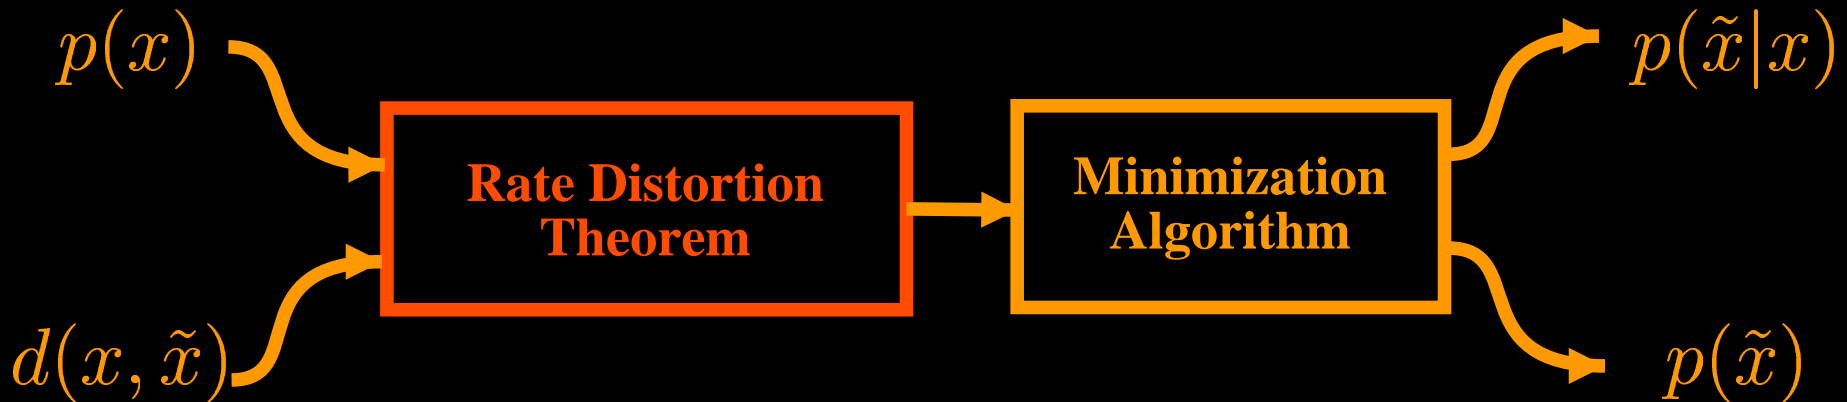 p(x)
d(x, x̃)
Rate Distortion
Theorem
Minimization
Algorithm
p(x̃|x)
p(x̃)